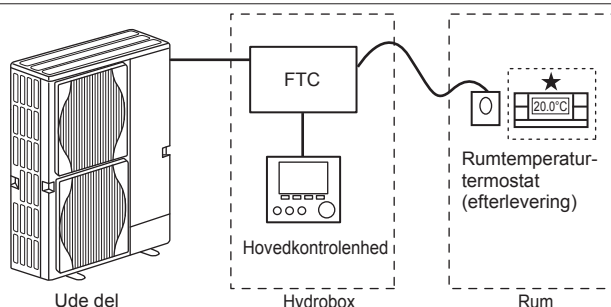 FTC
20.0°C
Rumtemperatur-
termostat
(efterlevering)
Hovedkontrolenhed
Ude del
Hydrobox
Rum